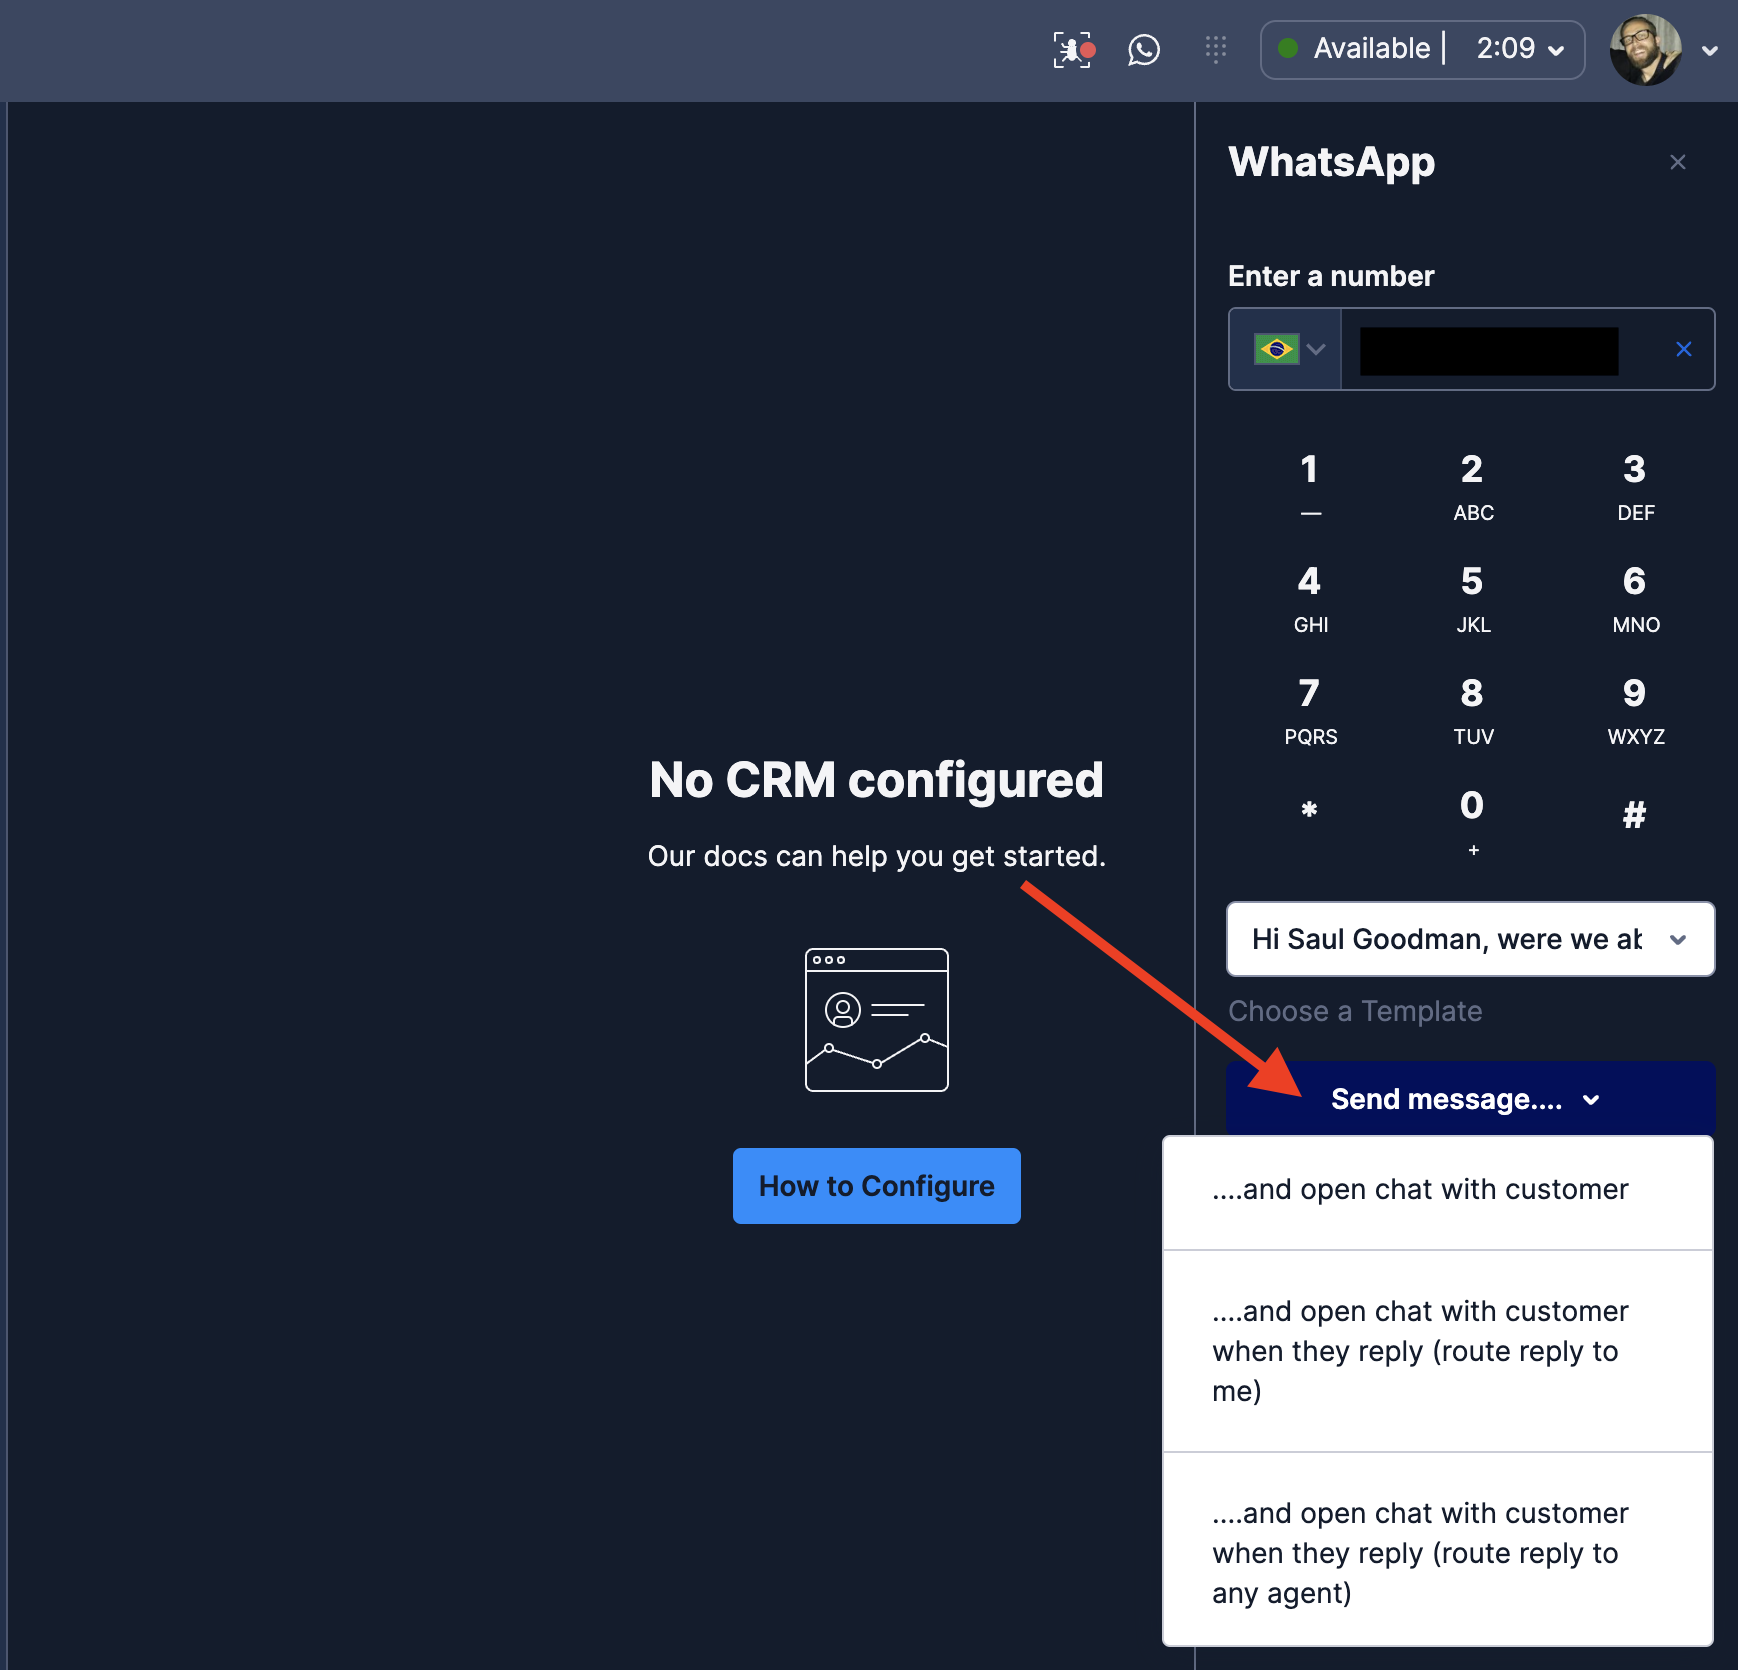 Available | 2:09
WhatsApp
Enter a number
1 2 3
— ABC DEF
4 5 6
GHI JKL MNO
7 8 9
PQRS TUV WXYZ
* 0 #
+
No CRM configured
Our docs can help you get started.
How to Configure
Hi Saul Goodman, were we ab
Choose a Template
Send message....
....and open chat with customer
....and open chat with customer
when they reply (route reply to
me)
....and open chat with customer
when they reply (route reply to
any agent)